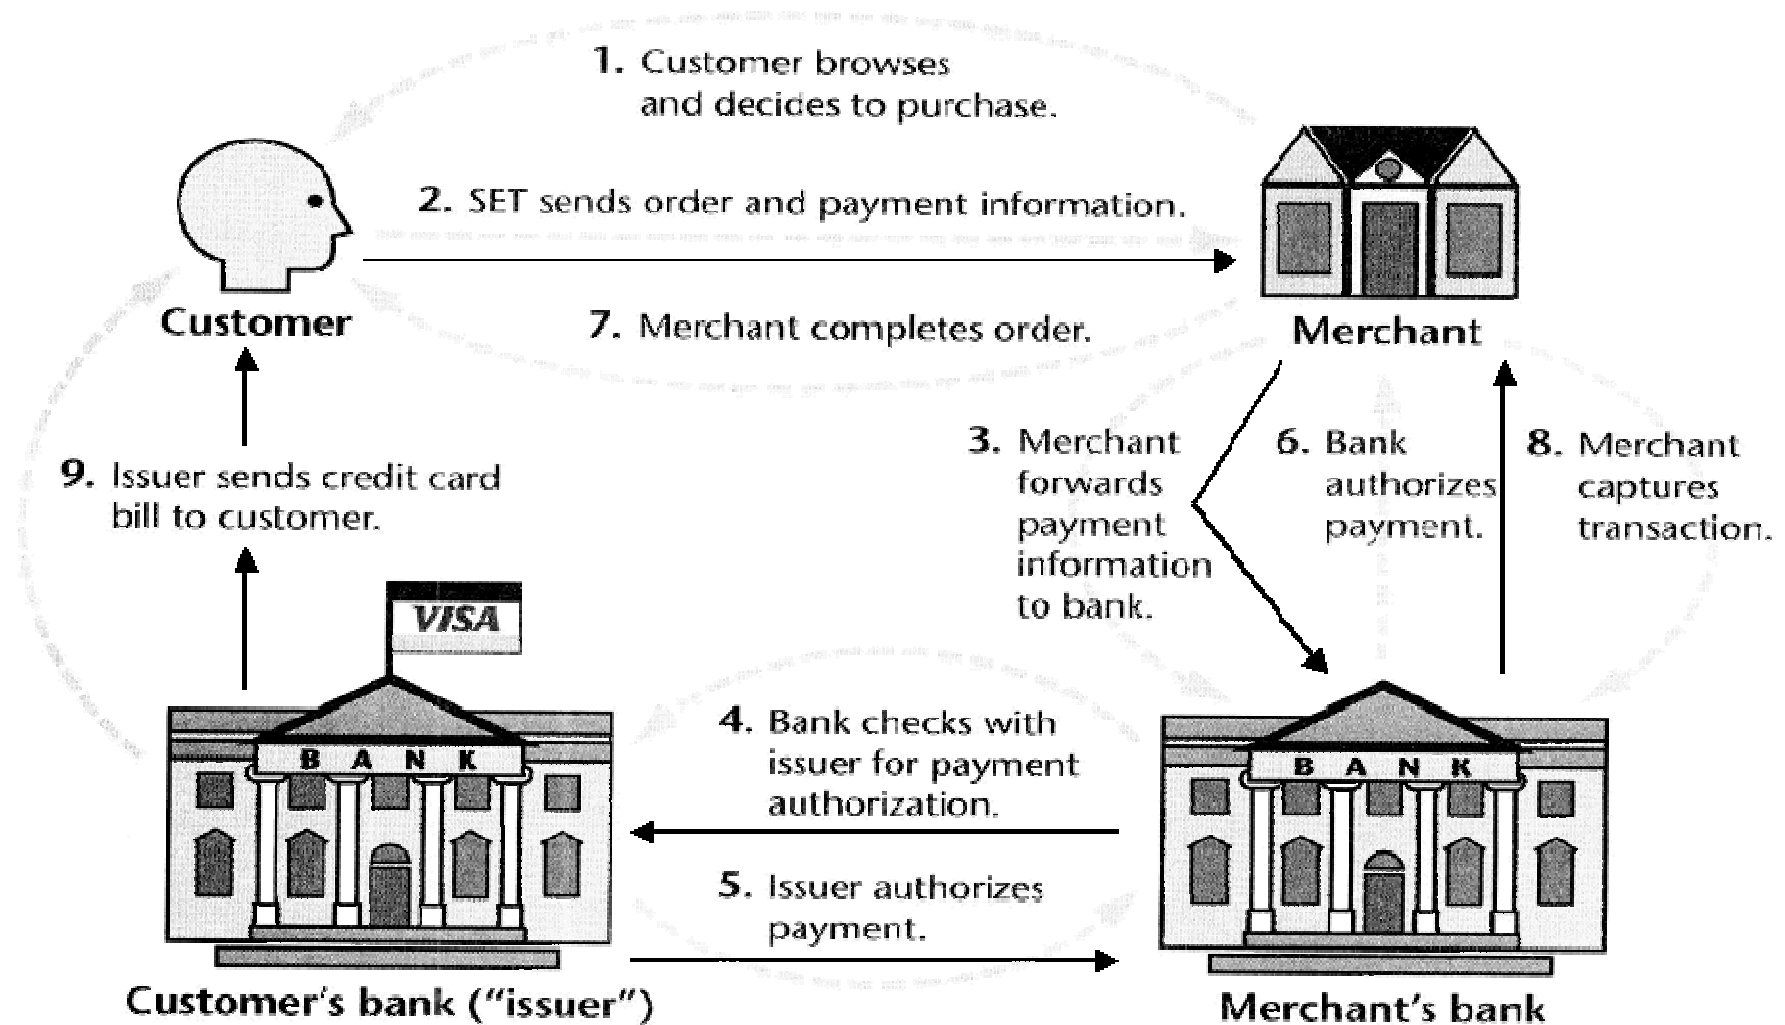 1. Customer browses
and decides to purchase.
2. SET sends order and payment information.
Customer
7. Merchant completes order.
Merchant
3. Merchant
forwards
payment
information
to bank.
6. Bank
authorizes
payment.
8. Merchant
captures
transaction.
9. Issuer sends credit card
bill to customer.
VISA
BANK
4. Bank checks with
issuer for payment
authorization.
BANK
5. Issuer authorizes
payment.
Customer's bank ("issuer")
Merchant's bank